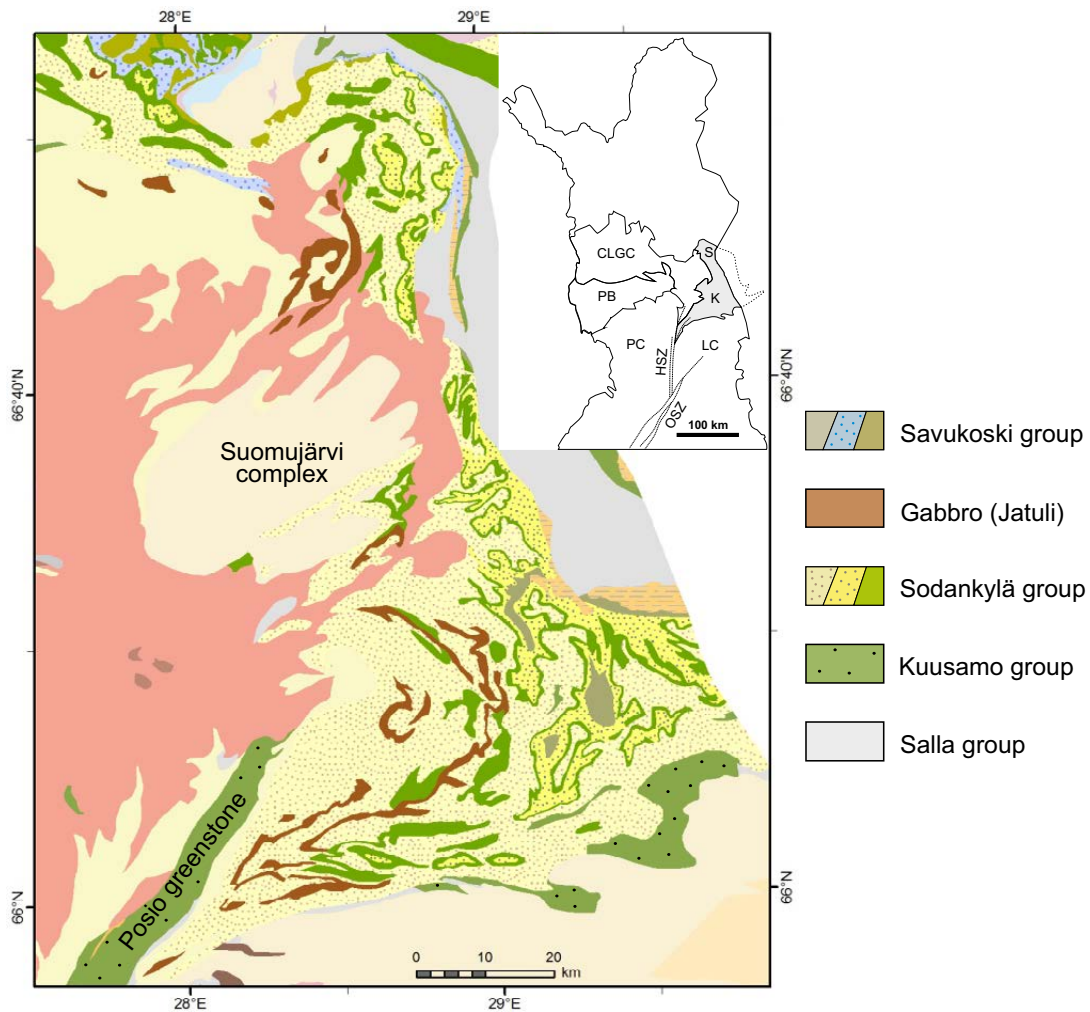 28°E
29°E
CLGC
S
PB
K
PC
LC
HSZ
OSZ
100 km
66°40'N
66°40'N
Suomujärvi
complex
Savukoski group
Gabbro (Jatuli)
Sodankylä group
Kuusamo group
Salla group
Posio greenstone
66°N
66°N
0 10 20
km
28°E
29°E